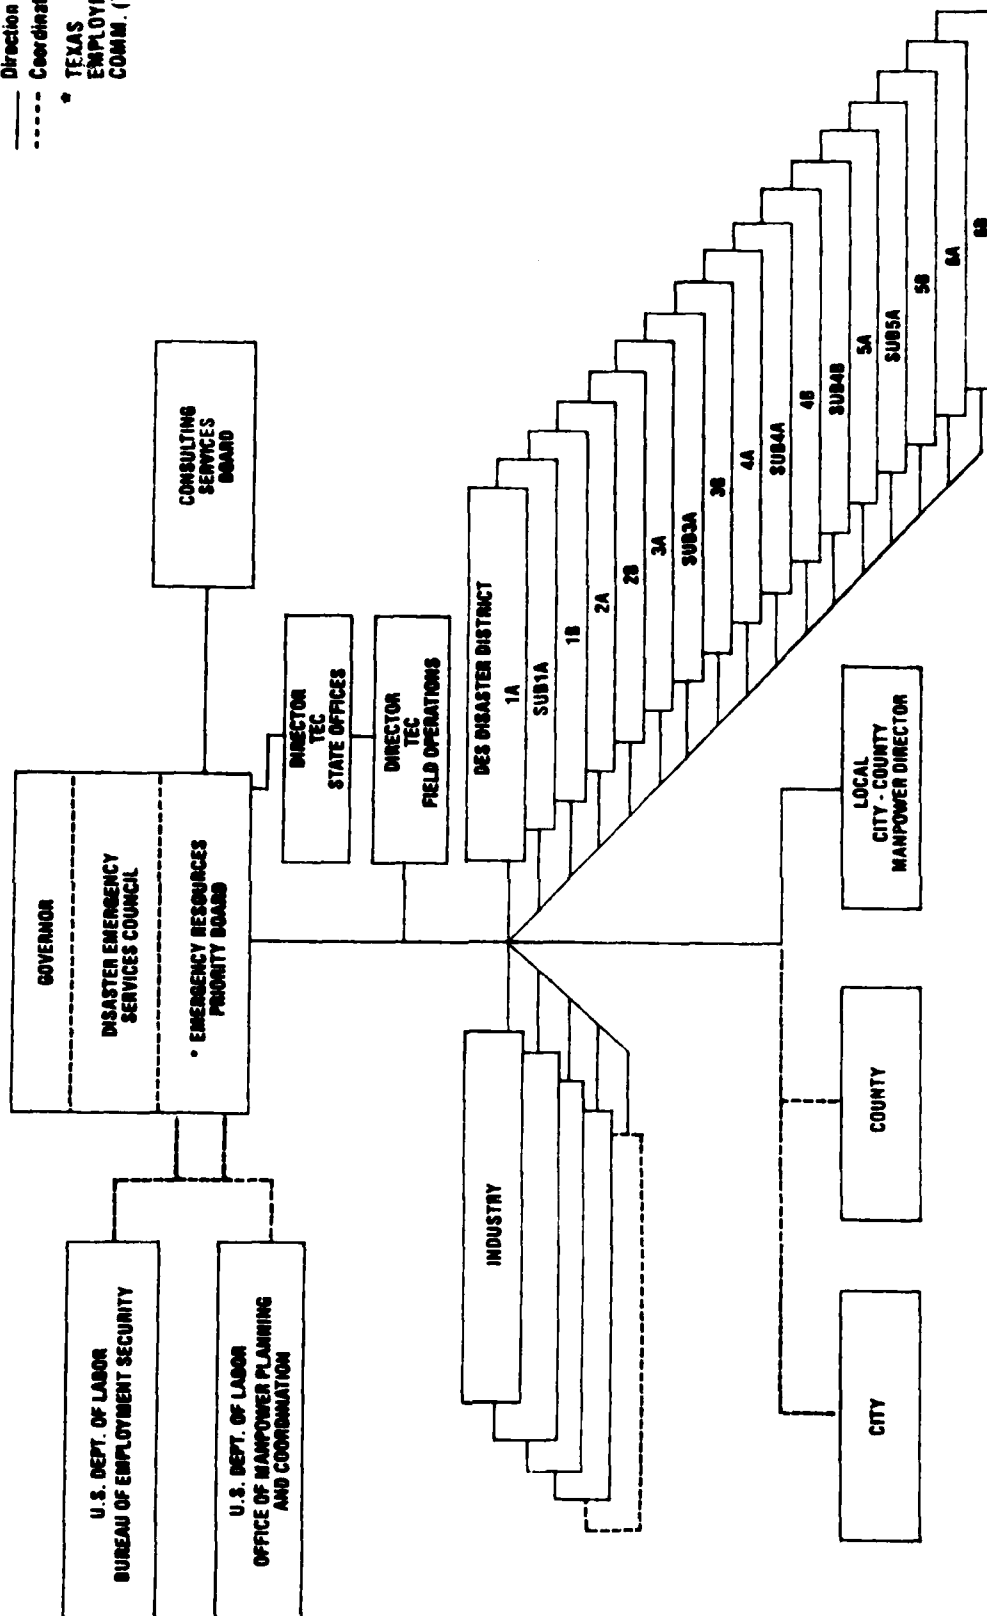 Direction
Coordinat
* TEXAS
EMPLOYE
COMM. (
GOVERNOR
DISASTER EMERGENCY
SERVICES COUNCIL
* EMERGENCY RESOURCES
PRIORITY BOARD
U.S. DEPT. OF LABOR
BUREAU OF EMPLOYMENT SECURITY
U.S. DEPT. OF LABOR
OFFICE OF MANPOWER PLANNING
AND COORDINATION
CONSULTING
SERVICES
BOARD
DIRECTOR
TEC
STATE OFFICES
DIRECTOR
TEC
FIELD OPERATIONS
INDUSTRY
DES DISASTER DISTRICT
1A
SUB1A
1B
2A
2B
3A
SUB3A
3B
4A
SUB4A
4B
SUB4B
5A
SUB5A
5B
6A
6B
CITY
COUNTY
LOCAL
CITY - COUNTY
MANPOWER DIRECTOR